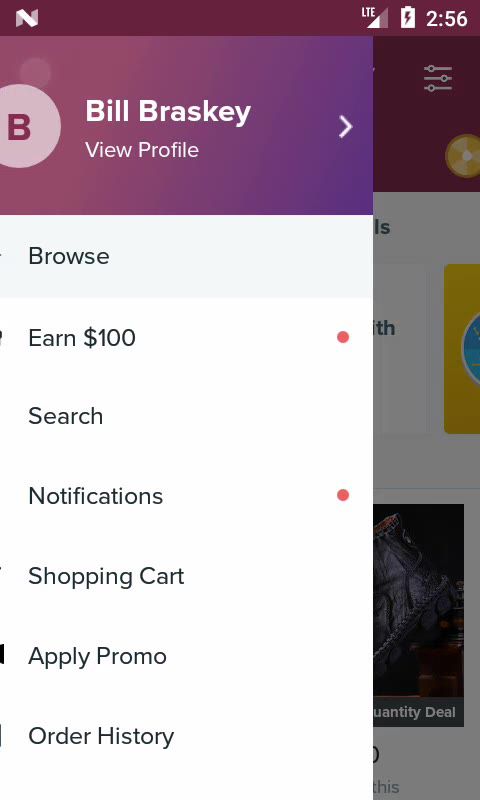 LTE 2:56
B
Bill Braskey
View Profile
Browse
Earn $100
Search
Notifications
Shopping Cart
Apply Promo
Order History
ls
ith
uantity Deal
0
this